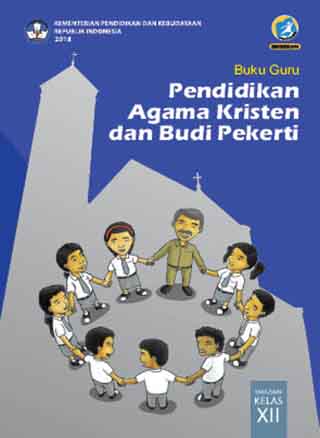 KEMENTERIAN PENDIDIKAN DAN KEBUDAYAAN
REPUBLIK INDONESIA
2018
Buku Guru
Pendidikan
Agama Kristen
dan Budi Pekerti
KELAS
XII